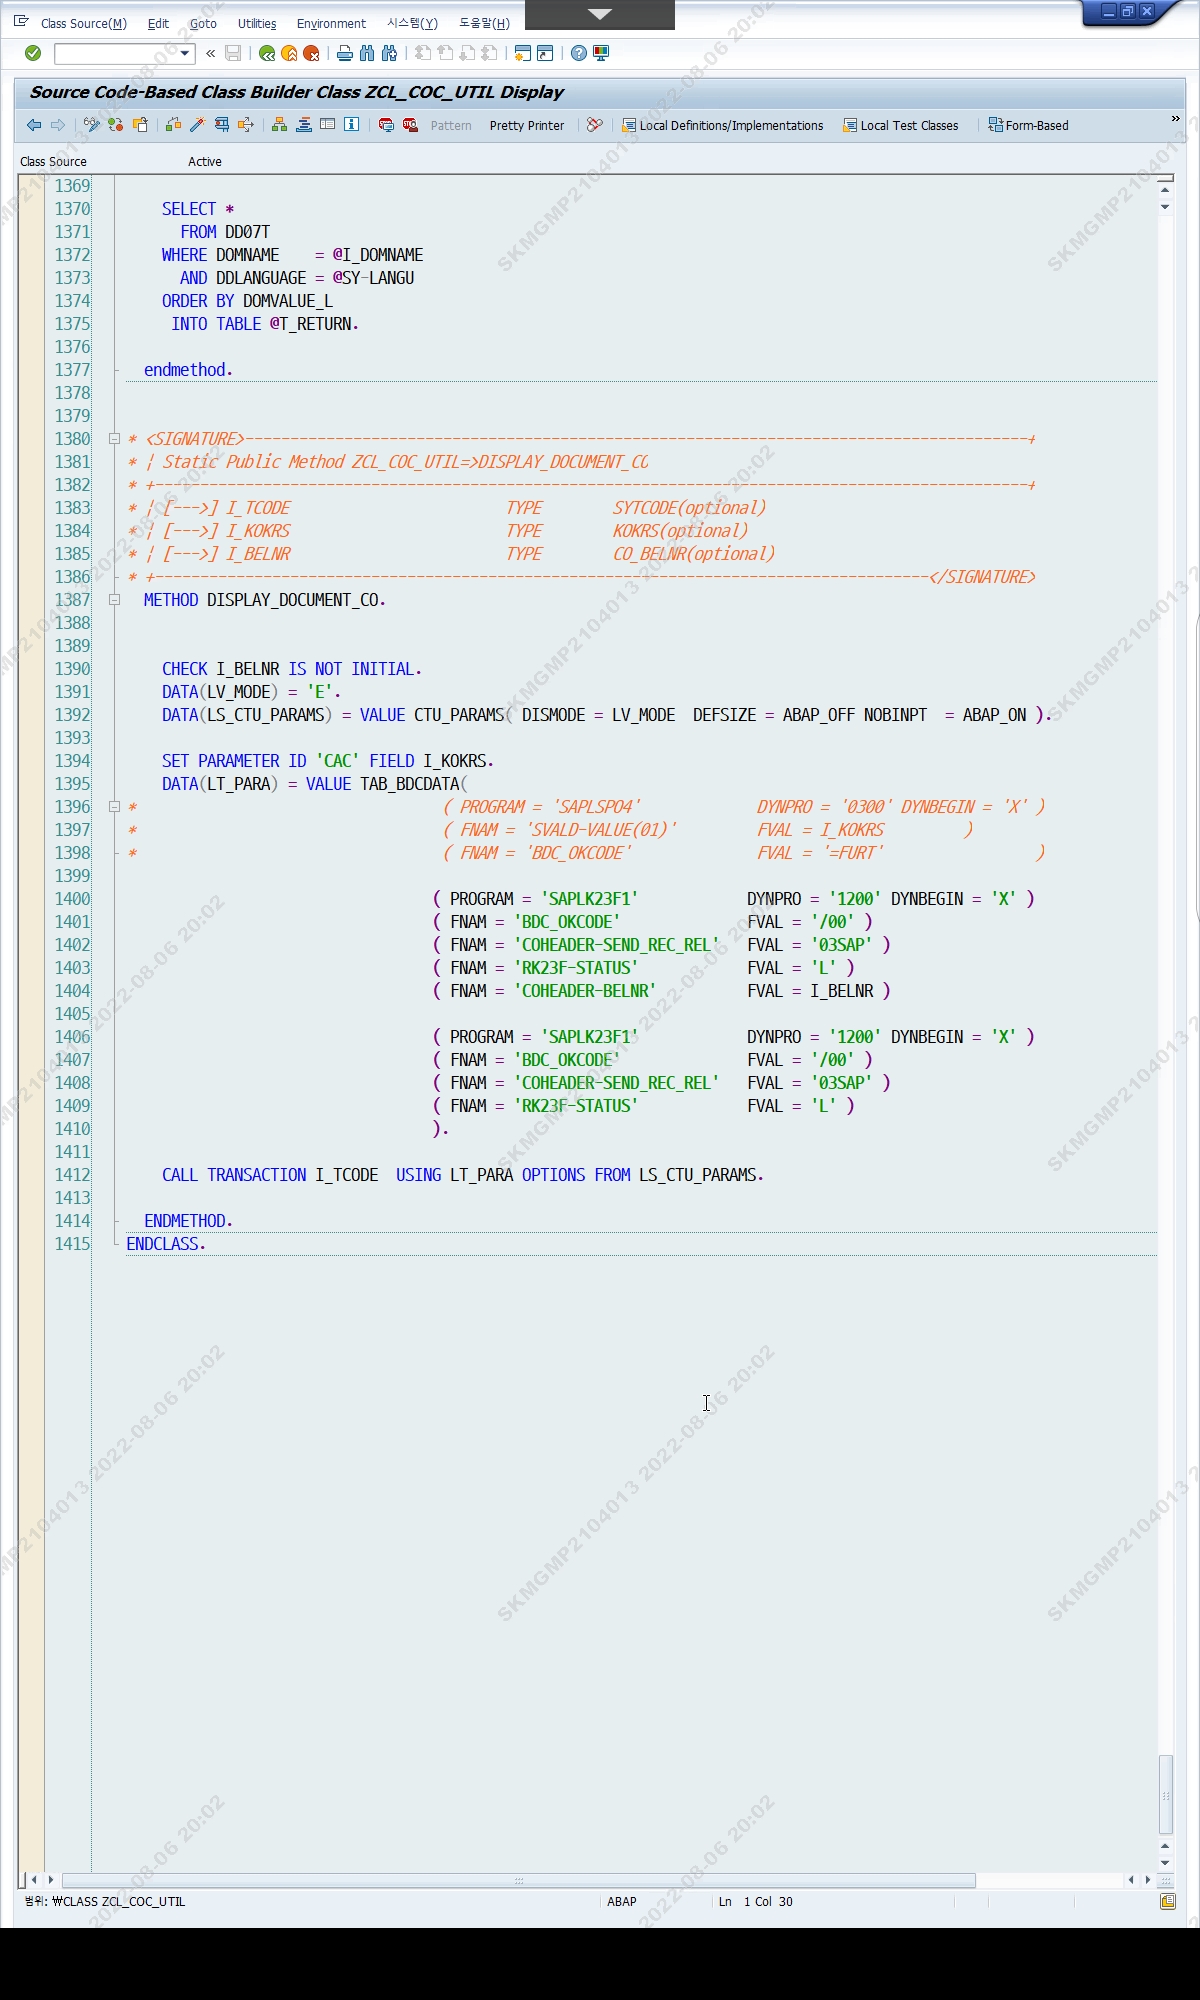 Class Source(M) Edit Goto Utilities Environment 시스템(Y) 도움말(H)
Source Code-Based Class Builder Class ZCL_COC_UTIL Display
Pattern Pretty Printer Local Definitions/Implementations Local Test Classes Form-Based
Class Source Active
1369
1370 SELECT *
1371 FROM DD07T
1372 WHERE DOMNAME = @I_DOMNAME
1373 AND DDLANGUAGE = @SY-LANGU
1374 ORDER BY DOMVALUE_L
1375 INTO TABLE @T_RETURN.
1376
1377 endmethod.
1378
1379
1380 * <SIGNATURE>---------------------------------------------------------------------------------------+
1381 * | Static Public Method ZCL_COC_UTIL=>DISPLAY_DOCUMENT_CO
1382 * +-------------------------------------------------------------------------------------------------+
1383 * | [--->] I_TCODE TYPE SYTCODE(optional)
1384 * | [--->] I_KOKRS TYPE KOKRS(optional)
1385 * | [--->] I_BELNR TYPE CO_BELNR(optional)
1386 * +--------------------------------------------------------------------------------------</SIGNATURE>
1387 METHOD DISPLAY_DOCUMENT_CO.
1388
1389
1390 CHECK I_BELNR IS NOT INITIAL.
1391 DATA(LV_MODE) = 'E'.
1392 DATA(LS_CTU_PARAMS) = VALUE CTU_PARAMS( DISMODE = LV_MODE DEFSIZE = ABAP_OFF NOBINPT = ABAP_ON ).
1393
1394 SET PARAMETER ID 'CAC' FIELD I_KOKRS.
1395 DATA(LT_PARA) = VALUE TAB_BDCDATA(
1396 * ( PROGRAM = 'SAPLSPO4' DYNPRO = '0300' DYNBEGIN = 'X' )
1397 * ( FNAM = 'SVALD-VALUE(01)' FVAL = I_KOKRS )
1398 * ( FNAM = 'BDC_OKCODE' FVAL = '=FURT' )
1399
1400 ( PROGRAM = 'SAPLK23F1' DYNPRO = '1200' DYNBEGIN = 'X' )
1401 ( FNAM = 'BDC_OKCODE' FVAL = '/00' )
1402 ( FNAM = 'COHEADER-SEND_REC_REL' FVAL = '03SAP' )
1403 ( FNAM = 'RK23F-STATUS' FVAL = 'L' )
1404 ( FNAM = 'COHEADER-BELNR' FVAL = I_BELNR )
1405
1406 ( PROGRAM = 'SAPLK23F1' DYNPRO = '1200' DYNBEGIN = 'X' )
1407 ( FNAM = 'BDC_OKCODE' FVAL = '/00' )
1408 ( FNAM = 'COHEADER-SEND_REC_REL' FVAL = '03SAP' )
1409 ( FNAM = 'RK23F-STATUS' FVAL = 'L' )
1410 ).
1411
1412 CALL TRANSACTION I_TCODE USING LT_PARA OPTIONS FROM LS_CTU_PARAMS.
1413
1414 ENDMETHOD.
1415 ENDCLASS.
범위: ₩CLASS ZCL_COC_UTIL ABAP Ln 1 Col 30
SKMGMP2104013 2022-08-06 20:02